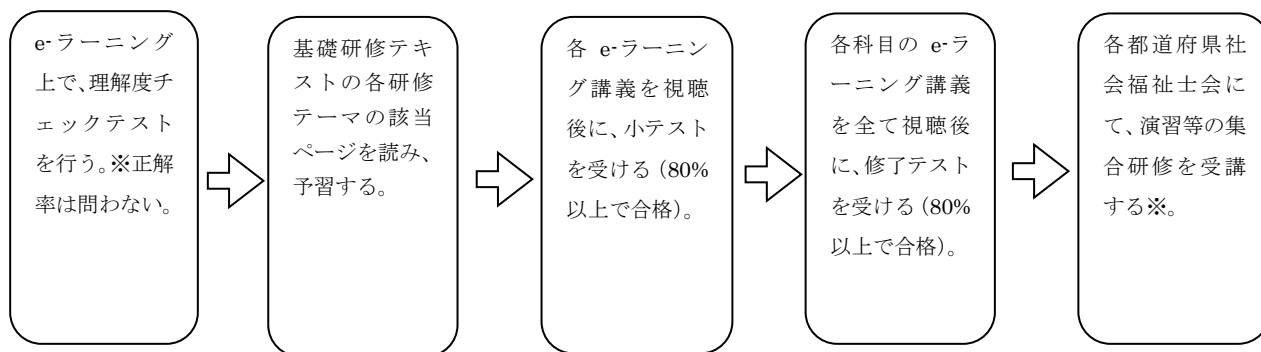 e-ラーニング
上で、理解度チ
ェックテスト
を行う。※正解
率は問わない。
基礎研修テキ
ストの各研修
テーマの該当
ページを読み、
予習する。
各 e-ラーニン
グ講義を視聴
後に、小テスト
を受ける（80%
以上で合格）。
各科目の e-ラ
ーニング講義
を全て視聴後
に、修了テスト
を受ける（80%
以上で合格）。
各都道府県社
会福祉士会に
て、演習等の集
合研修を受講
する※。